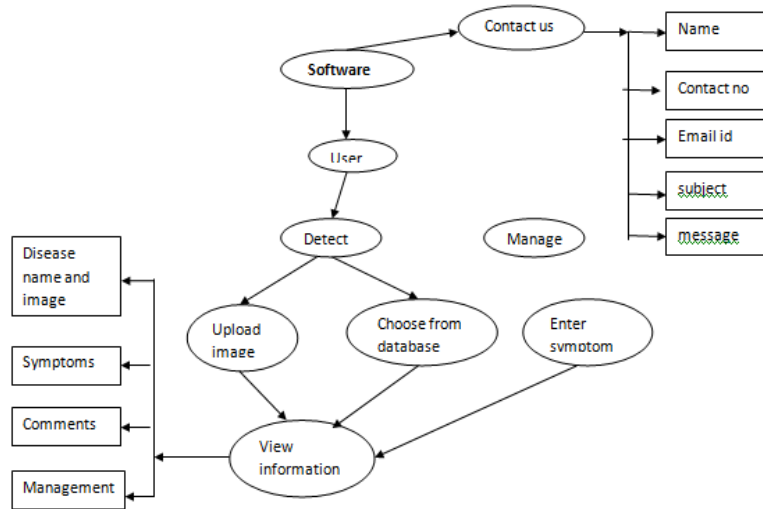 Contact us
Name
Software
Contact no
Email id
User
subject
Detect
Manage
message
Disease
name and
image
Upload
image
Choose from
database
Enter
symptom
Symptoms
Comments
View
information
Management